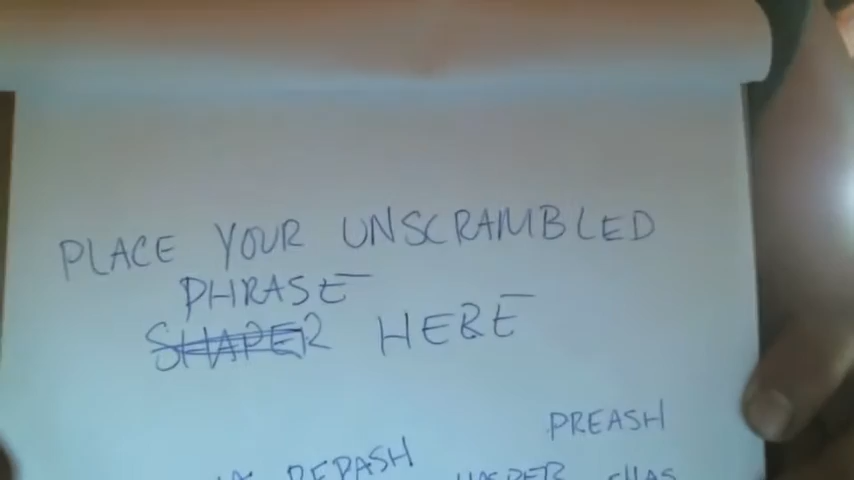 PLACE YOUR UNSCRAMBLED
PHRASE
SHAPER HERE
PREASH
REPASH